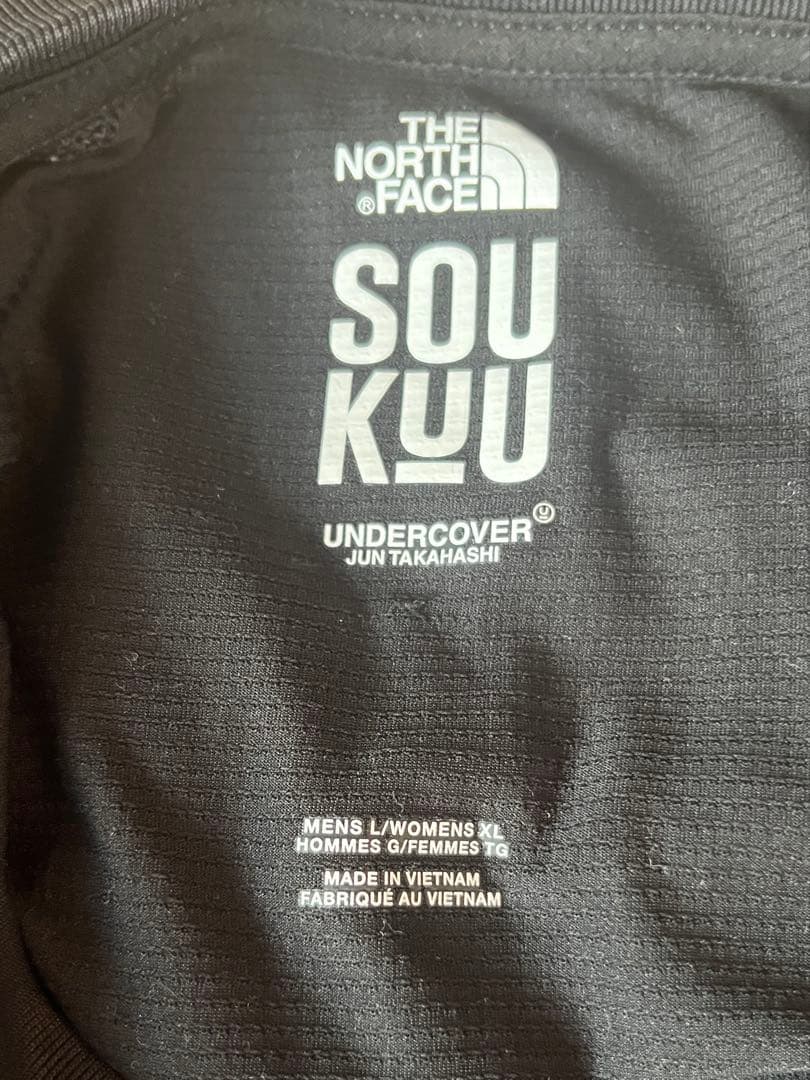 THE
NORTH
®FACE
SOU
KUU
UNDERCOVER Ⓤ
JUN TAKAHASHI
MENS L/WOMENS XL
HOMMES G/FEMMES TG
MADE IN VIETNAM
FABRIQUÉ AU VIETNAM